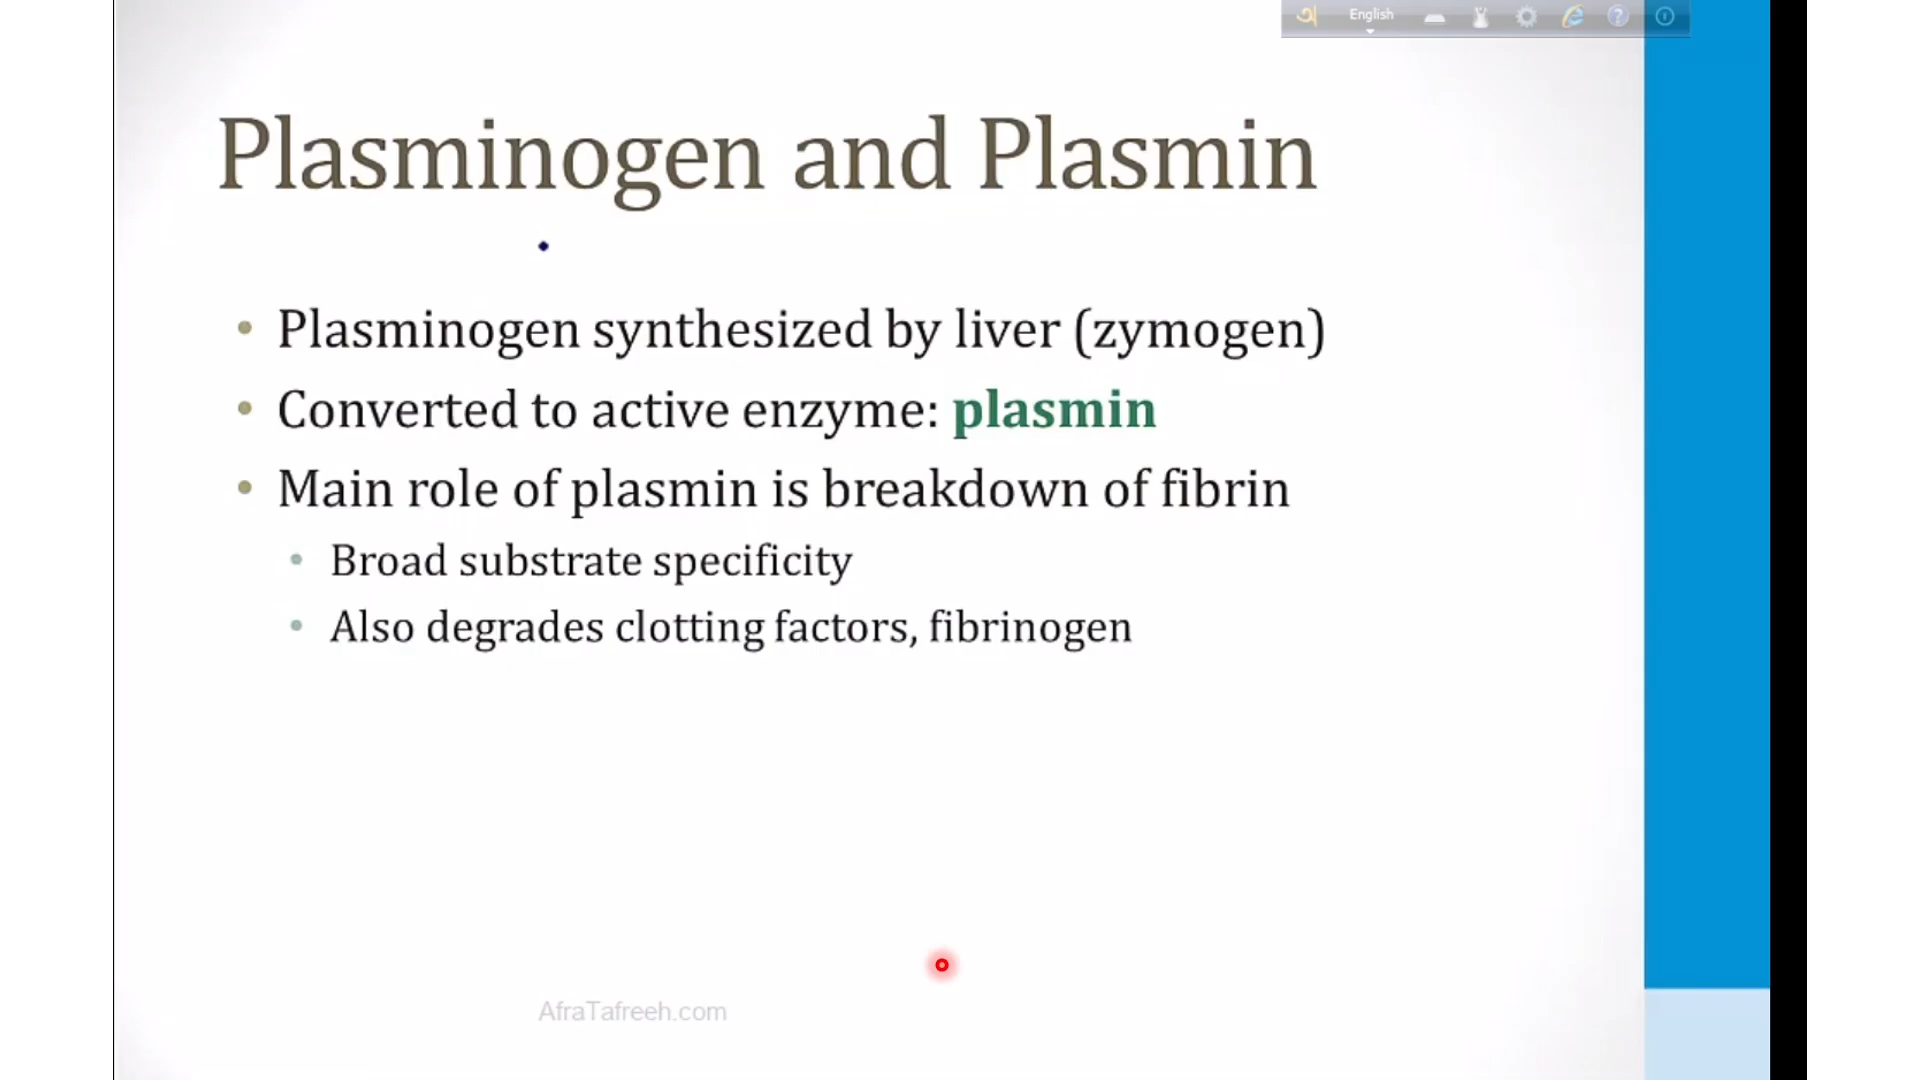 অ English
Plasminogen and Plasmin
• Plasminogen synthesized by liver (zymogen)
• Converted to active enzyme: plasmin
• Main role of plasmin is breakdown of fibrin
• Broad substrate specificity
• Also degrades clotting factors, fibrinogen
AfraTafreeh.com